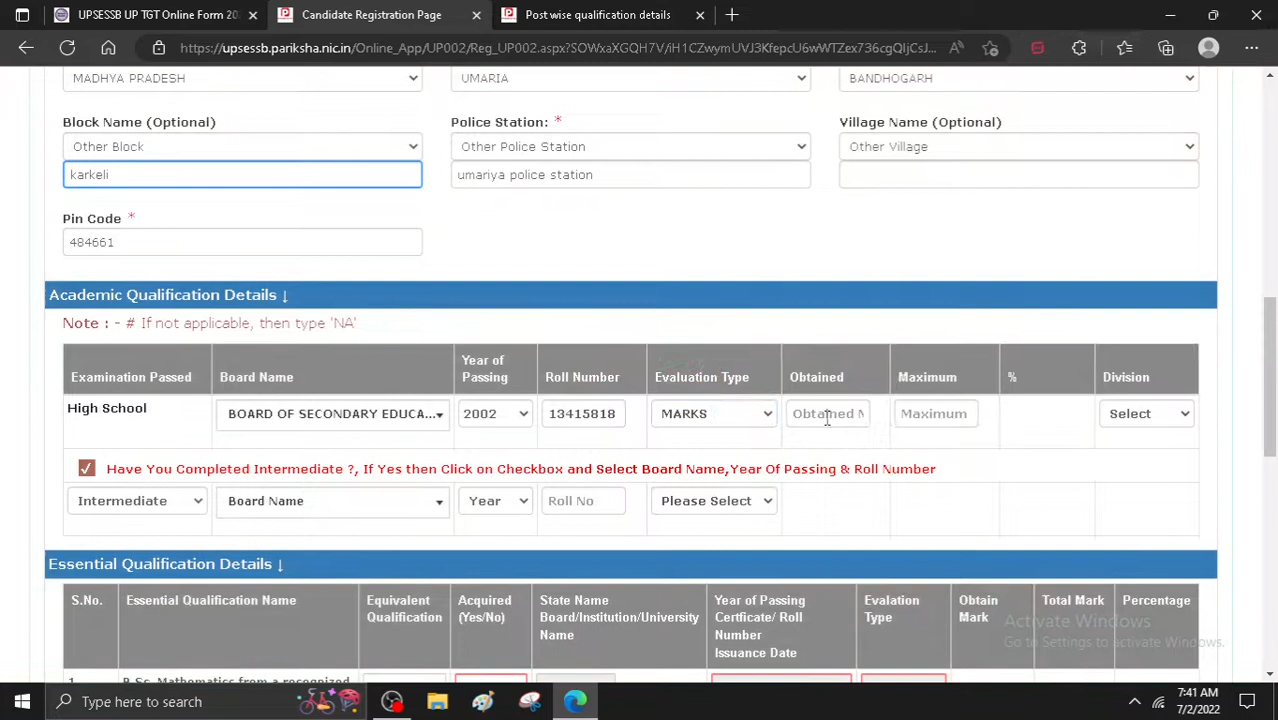 UPSESSB UP TGT Online Form 20
Candidate Registration Page
Post wise qualification details
https://upsessb.pariksha.nic.in/Online_App/UP002/Reg_UP002.aspx?SOWxaXGQH7V/iH1CZwymUVJ3KfepcU6wWTZex736cgQIjCsJ...
MADHYA PRADESH
UMARIA
BANDHOGARH
Block Name (Optional)
Police Station: *
Village Name (Optional)
Other Block
Other Police Station
Other Village
karkeli
umariya police station
Pin Code *
484661
Academic Qualification Details ↓
Note : - # If not applicable, then type 'NA'
Examination Passed
Board Name
Year of
Passing
Roll Number
Evaluation Type
Obtained
Maximum
%
Division
High School
BOARD OF SECONDARY EDUCA...
2002
13415818
MARKS
Obtained M
Maximum
Select
Have You Completed Intermediate ?, If Yes then Click on Checkbox and Select Board Name,Year Of Passing & Roll Number
Intermediate
Board Name
Year
Roll No
Please Select
Essential Qualification Details ↓
S.No.
Essential Qualification Name
Equivalent
Qualification
Acquired
(Yes/No)
State Name
Board/Institution/University
Name
Year of Passing
Certficate/ Roll
Number
Issuance Date
Evalation
Type
Obtain
Mark
Total Mark
Percentage
Activate Windows
Go to Settings to activate Windows.
1
B.Sc. Mathematics from a recognized
Type here to search
7:41 AM
7/2/2022